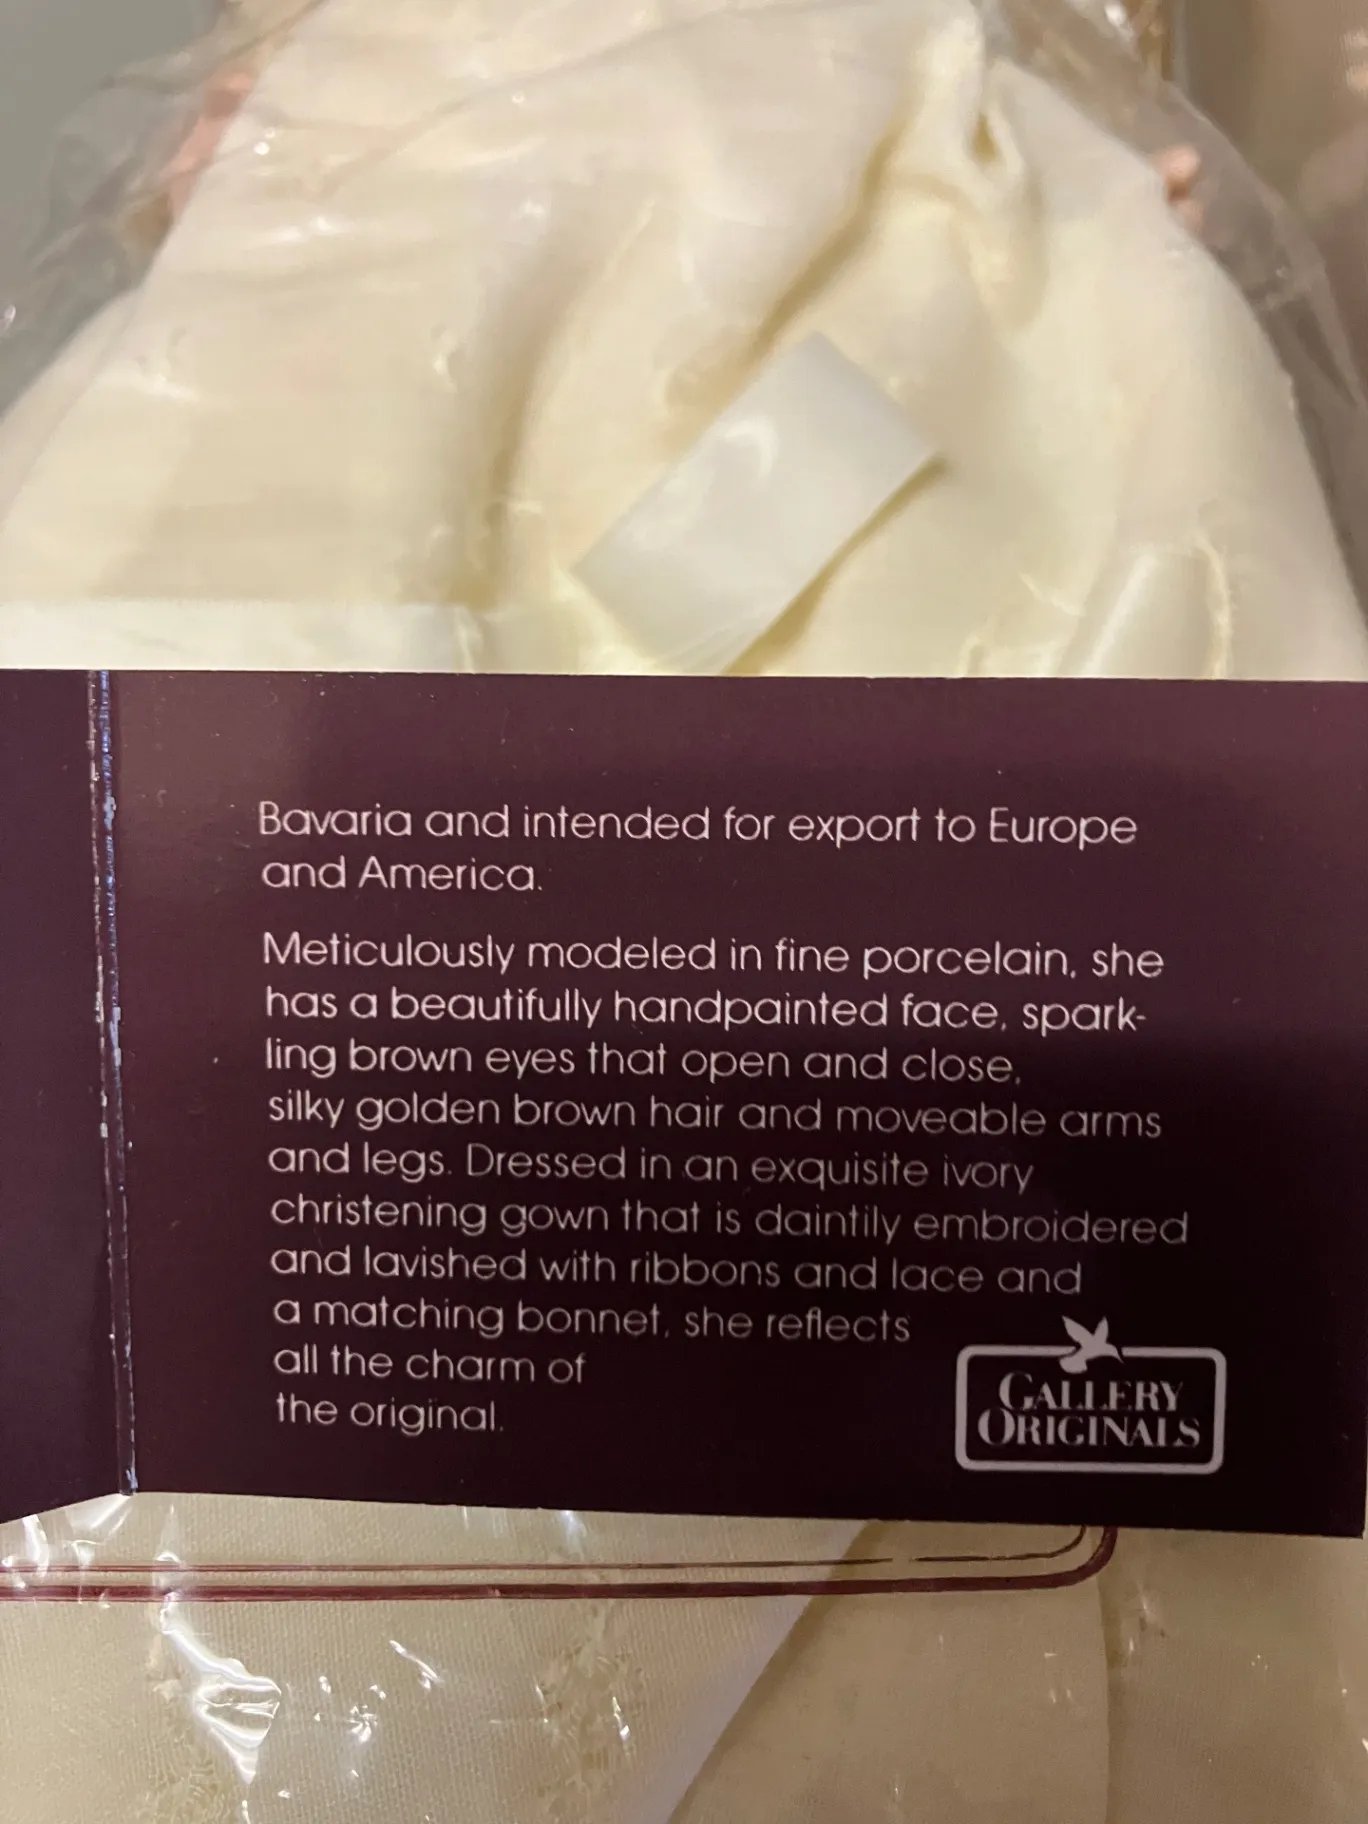 Bavaria and intended for export to Europe
and America.
Meticulously modeled in fine porcelain, she
has a beautifully handpainted face, spark-
ling brown eyes that open and close,
silky golden brown hair and moveable arms
and legs. Dressed in an exquisite ivory
christening gown that is daintily embroidered
and lavished with ribbons and lace and
a matching bonnet, she reflects
all the charm of
the original.
GALLERY
ORIGINALS